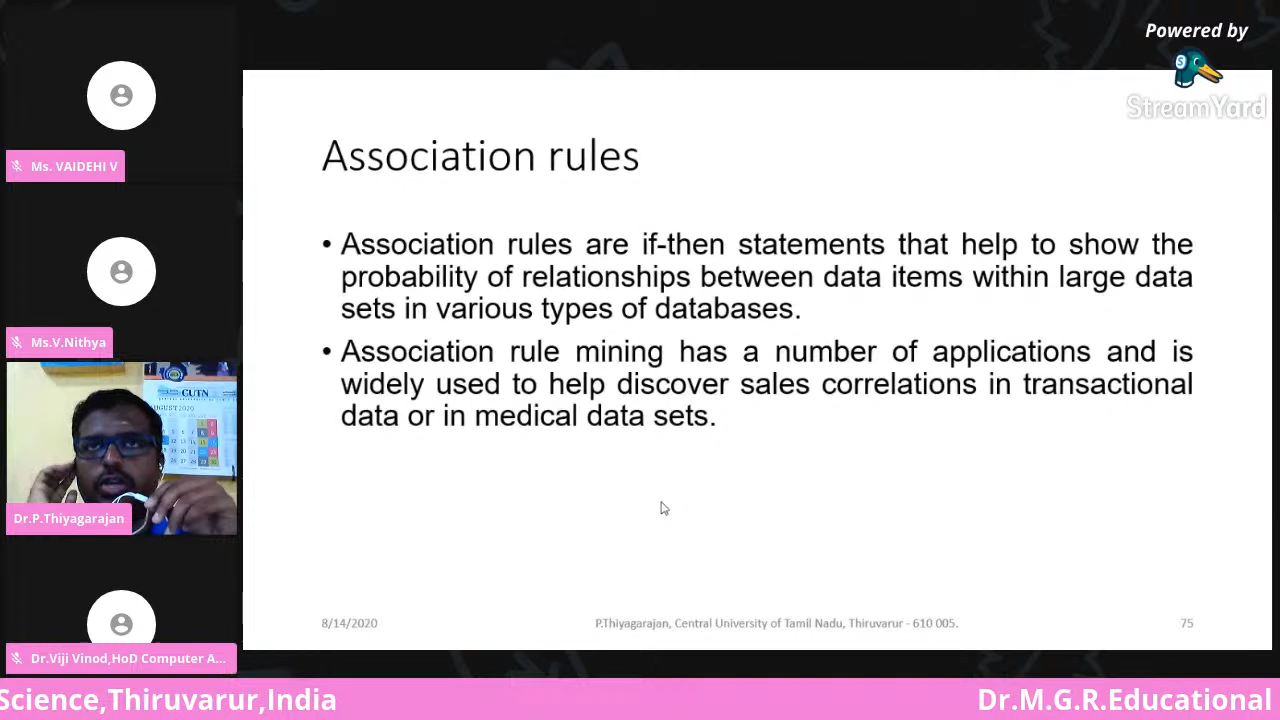 Powered by
StreamYard
Ms. VAIDEHI V
Ms.V.Nithya
GUTN
AUGUST 2020
Dr.P.Thiyagarajan
Dr.Viji Vinod,HoD Computer A...
Association rules
• Association rules are if-then statements that help to show the
probability of relationships between data items within large data
sets in various types of databases.
• Association rule mining has a number of applications and is
widely used to help discover sales correlations in transactional
data or in medical data sets.
8/14/2020
P.Thiyagarajan, Central University of Tamil Nadu, Thiruvarur - 610 005.
75
Science,Thiruvarur,India
Dr.M.G.R.Educational